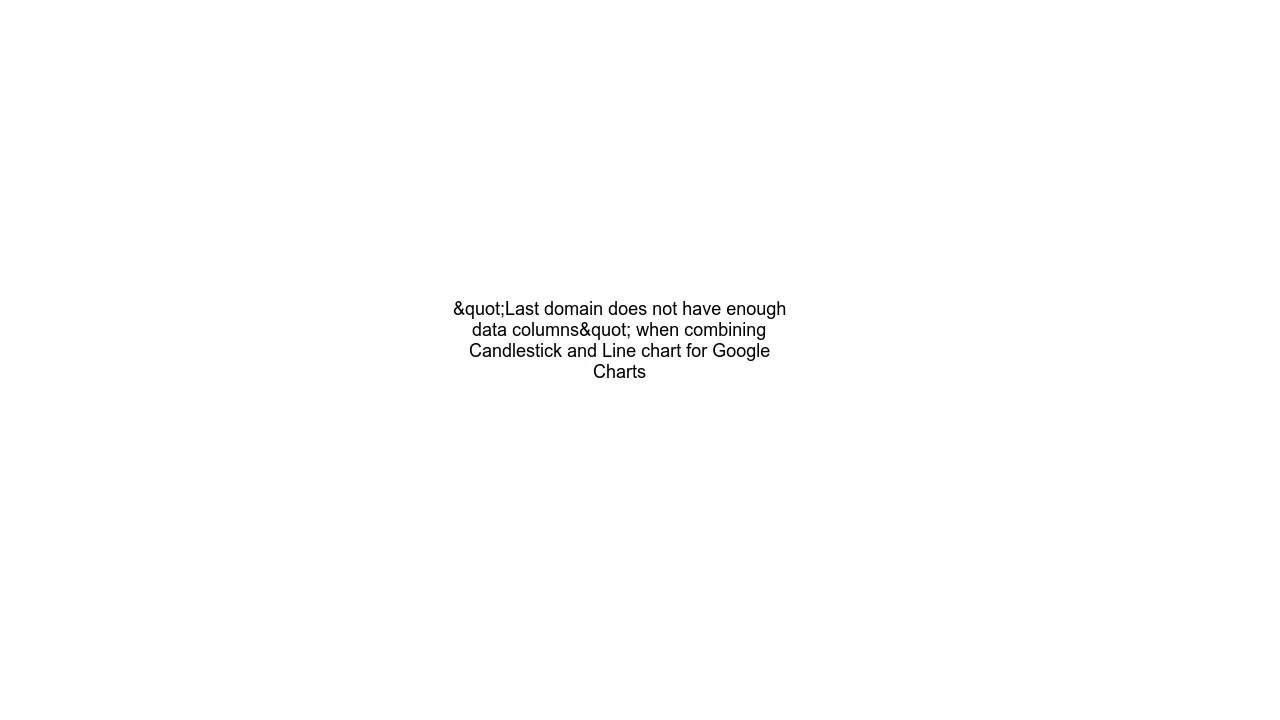 &quot;Last domain does not have enough
data columns&quot; when combining
Candlestick and Line chart for Google
Charts